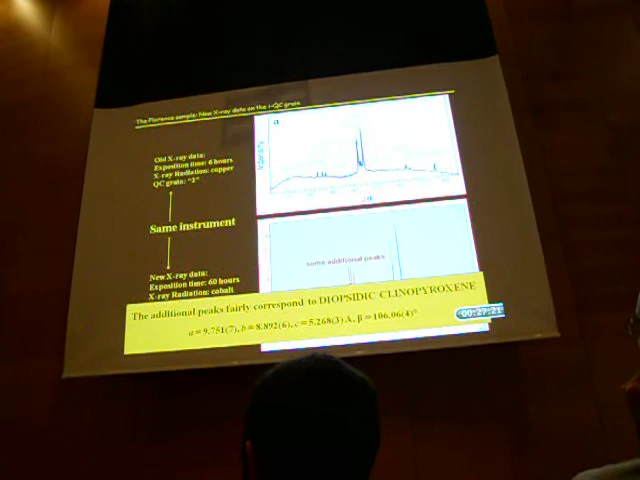 The Florence sample: New X-ray data on the i-QC grain
Old X-ray data:
Exposition time: 6 hours
X-ray Radiation: copper
QC grain: "2"
Same instrument
New X-ray data:
Exposition time: 60 hours
X-ray Radiation: cobalt
a
Intensity
2θ
some additional peaks
The additional peaks fairly correspond to DIOPSIDIC CLINOPYROXENE
a = 9.751(7), b = 8.892(6), c = 5.268(3) Å, β = 106.06(4)°
00:27:21